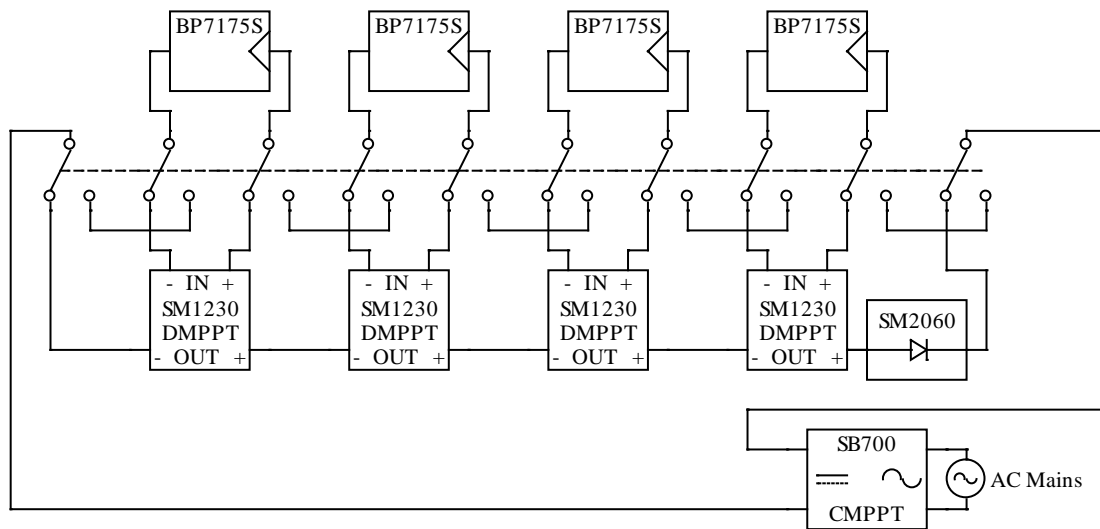 BP7175S BP7175S BP7175S BP7175S
- IN + - IN + - IN + - IN +
SM1230 SM1230 SM1230 SM1230
DMPPT DMPPT DMPPT DMPPT SM2060
- OUT + - OUT + - OUT + - OUT +
SB700
AC Mains
CMPPT